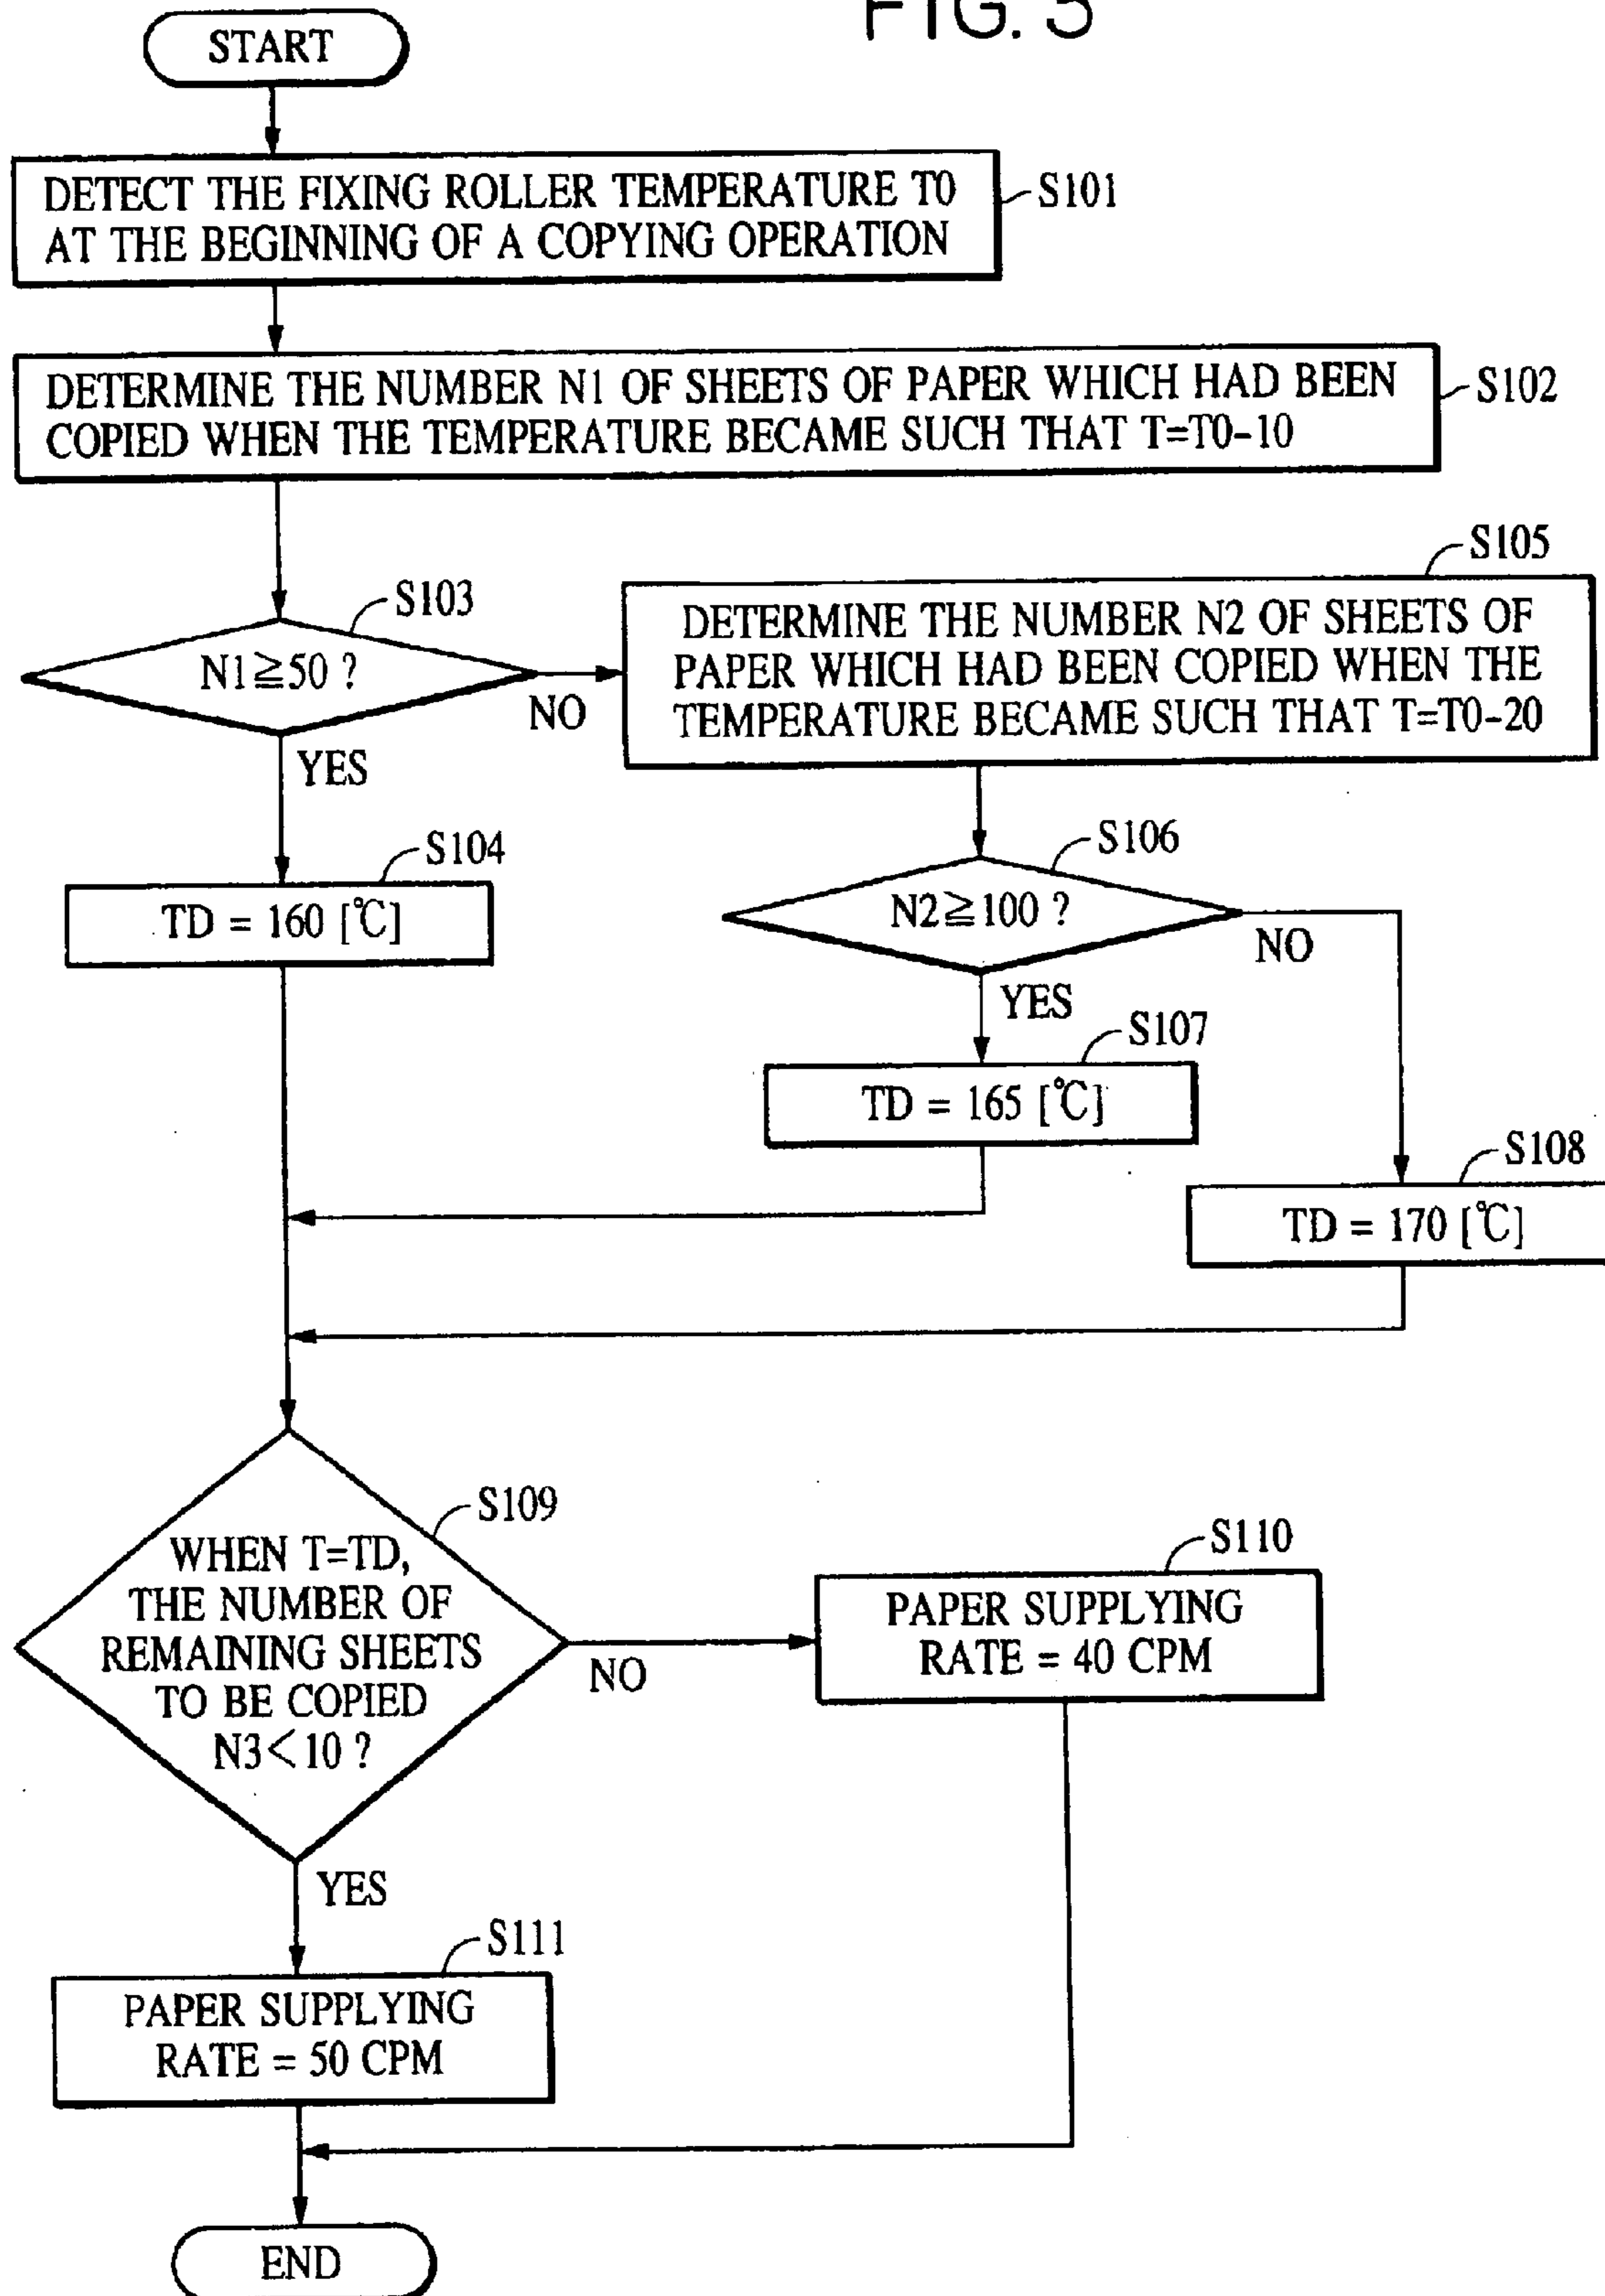 FIG. 3
START
DETECT THE FIXING ROLLER TEMPERATURE T0
AT THE BEGINNING OF A COPYING OPERATION
S101
DETERMINE THE NUMBER N1 OF SHEETS OF PAPER WHICH HAD BEEN
COPIED WHEN THE TEMPERATURE BECAME SUCH THAT T=T0-10
S102
S103
N1≧50 ?
NO
YES
S105
DETERMINE THE NUMBER N2 OF SHEETS OF
PAPER WHICH HAD BEEN COPIED WHEN THE
TEMPERATURE BECAME SUCH THAT T=T0-20
S104
TD = 160 [℃]
S106
N2≧100 ?
NO
YES
S107
TD = 165 [℃]
S108
TD = 170 [℃]
S109
WHEN T=TD,
THE NUMBER OF
REMAINING SHEETS
TO BE COPIED
N3<10 ?
NO
YES
S110
PAPER SUPPLYING
RATE = 40 CPM
S111
PAPER SUPPLYING
RATE = 50 CPM
END